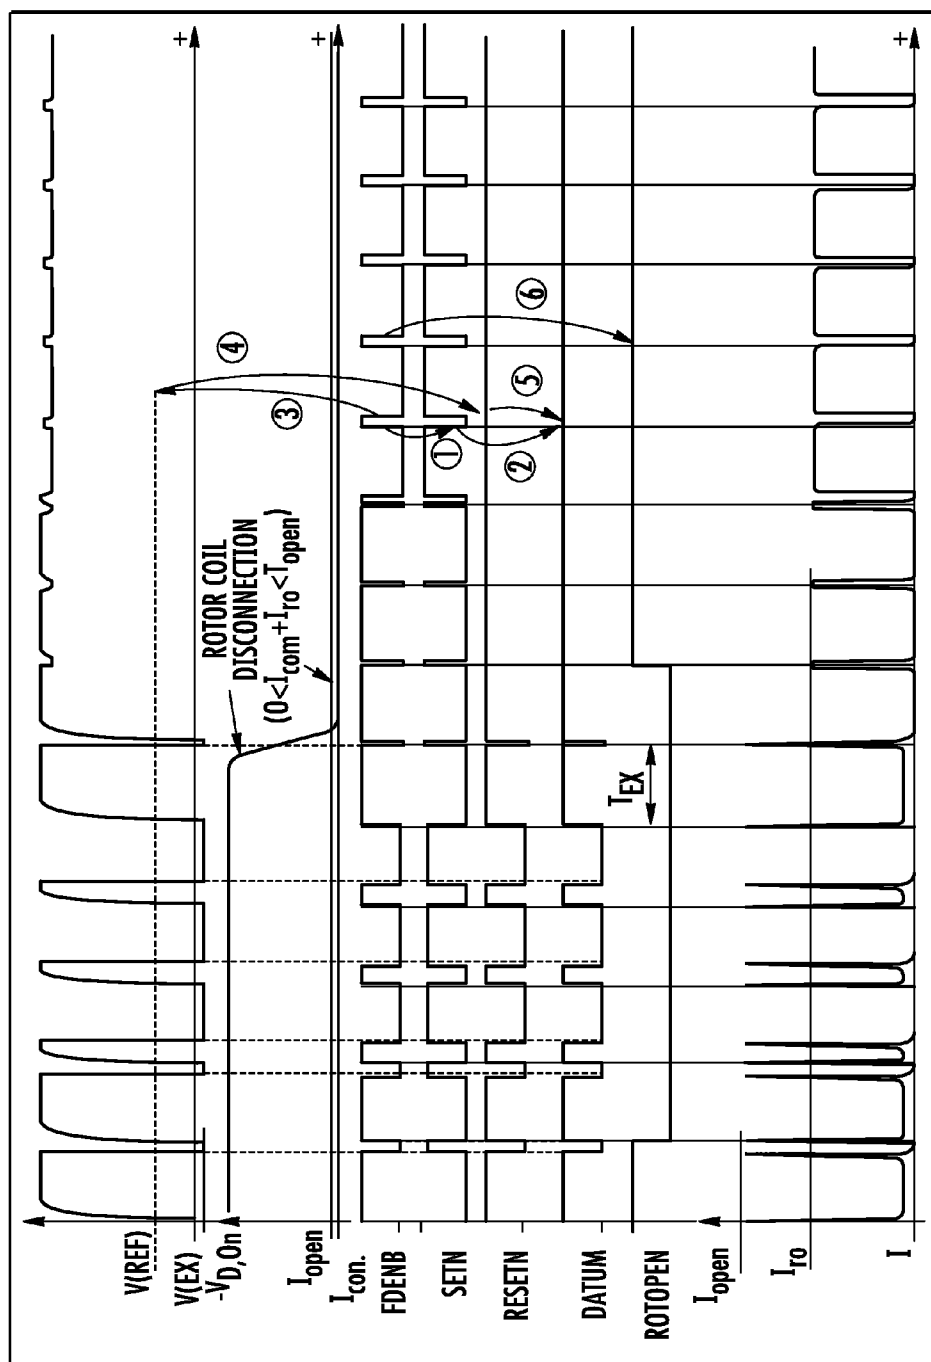 V(REF)
V(EX)
-V_D,On
I_open
I_con.
FDENB
SETN
RESETN
DATUM
ROTOPEN
I_open
I_ro
I
+
+
+
ROTOR COIL
DISCONNECTION
(0<I_com+I_ro<I_open)
T_EX
①
②
③
④
⑤
⑥